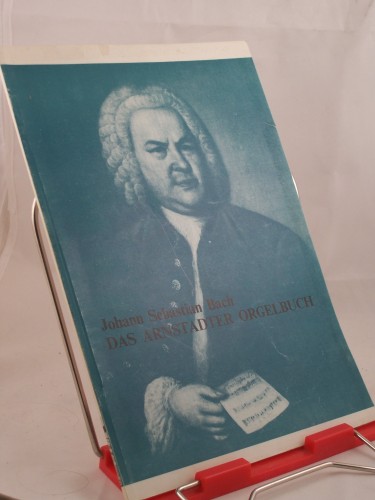 Johann Sebastian Bach
DAS ARNSTÄDTER ORGELBUCH